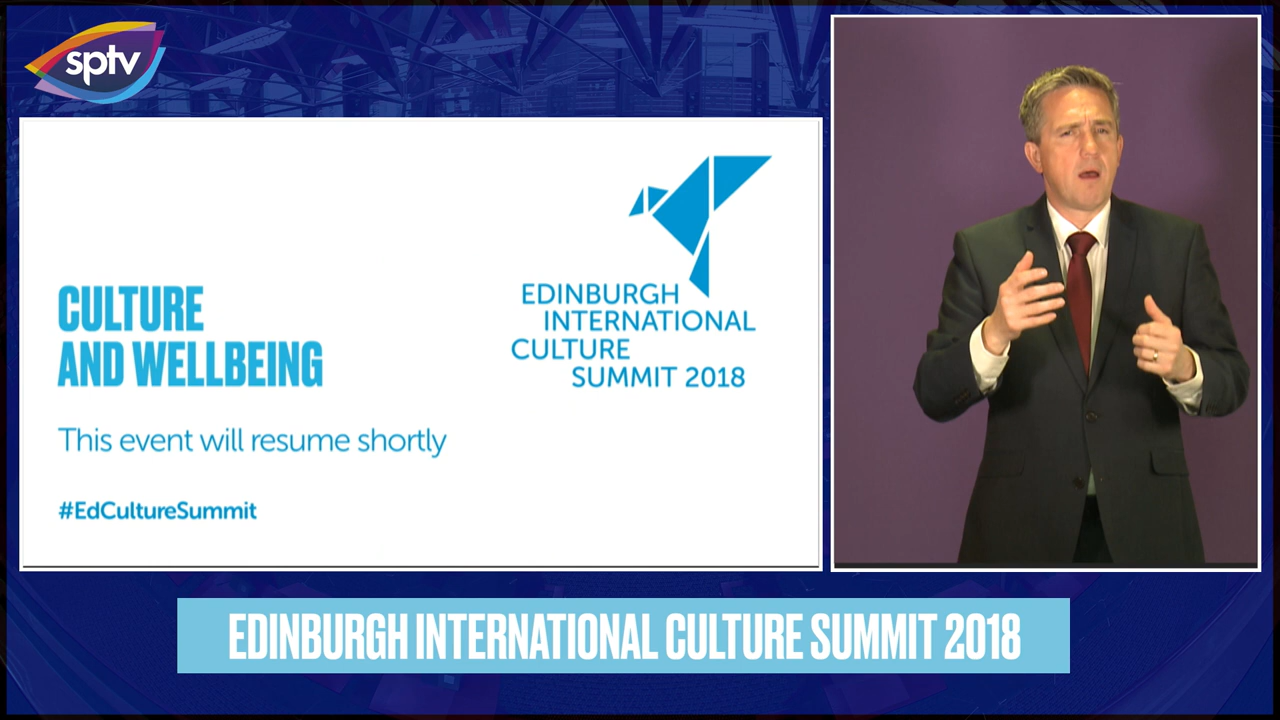 sptv
CULTURE
AND WELLBEING
This event will resume shortly
#EdCultureSummit
EDINBURGH
INTERNATIONAL
CULTURE
SUMMIT 2018
EDINBURGH INTERNATIONAL CULTURE SUMMIT 2018